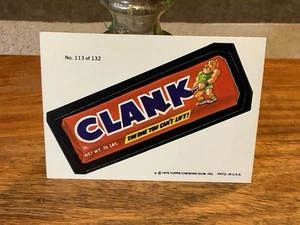 No. 113 of 132
CLANK
THE ONE YOU CAN'T LIFT!
NET WT. 76 LBS.
© 1979 TOPPS CHEWING GUM, INC. PRTD. IN U.S.A.